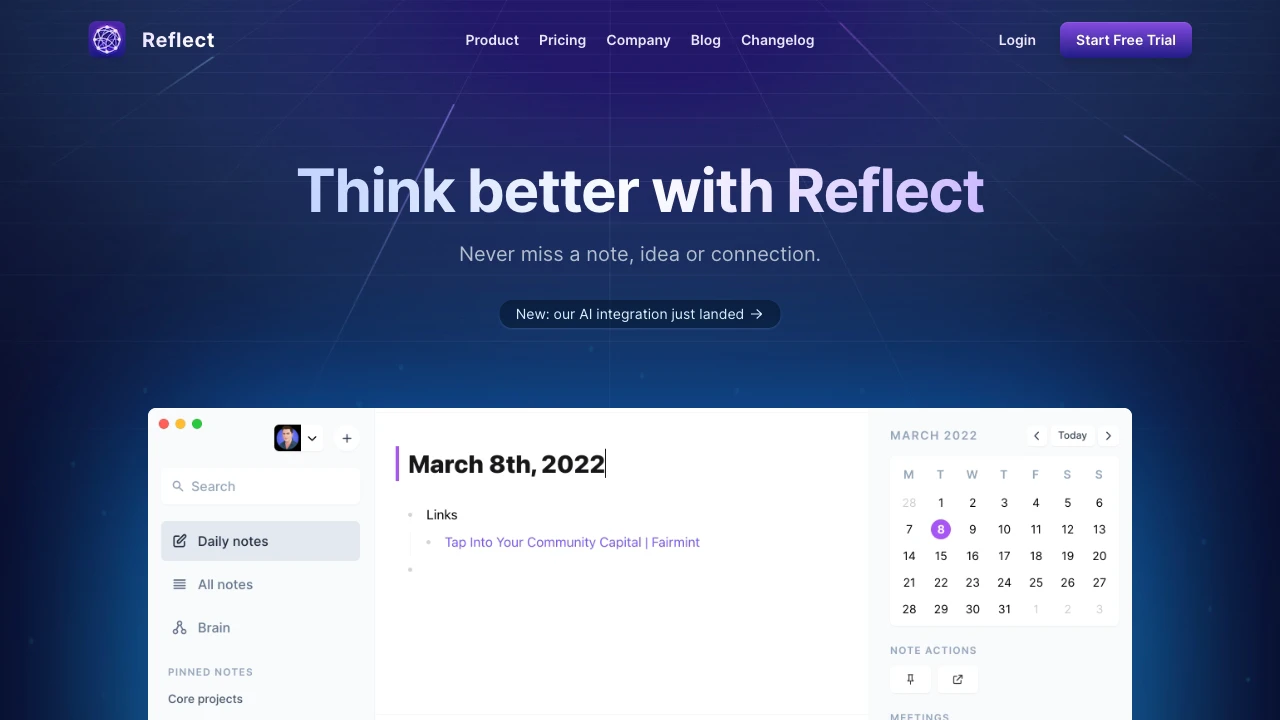 Reflect
Product Pricing Company Blog Changelog
Login
Start Free Trial
Think better with Reflect
Never miss a note, idea or connection.
New: our AI integration just landed →
Search
Daily notes
All notes
Brain
PINNED NOTES
Core projects
March 8th, 2022
Links
Tap Into Your Community Capital | Fairmint
MARCH 2022
Today
M T W T F S S
28 1 2 3 4 5 6
7 8 9 10 11 12 13
14 15 16 17 18 19 20
21 22 23 24 25 26 27
28 29 30 31 1 2 3
NOTE ACTIONS
MEETINGS